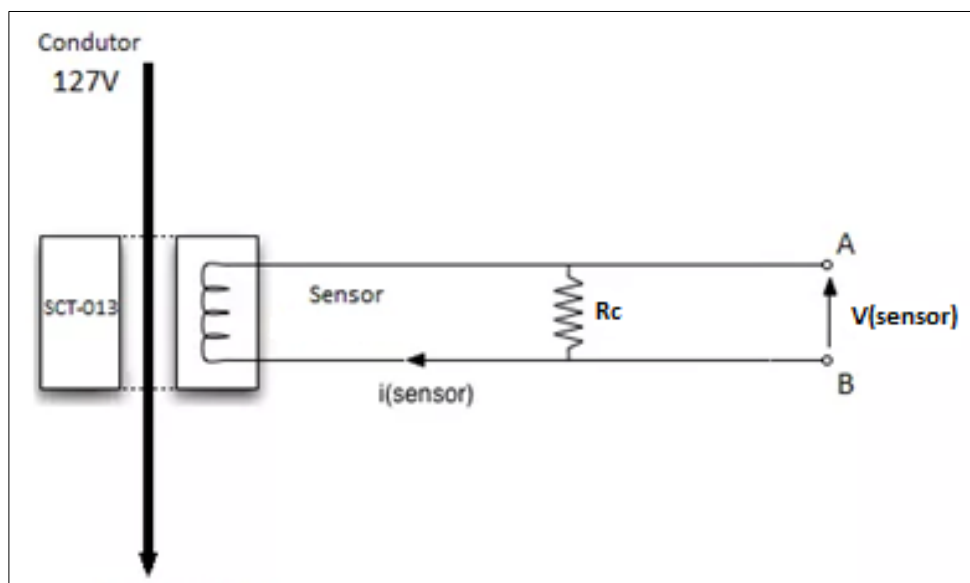 Condutor
127V
SCT-013
Sensor
Rc
A
V(sensor)
B
i(sensor)